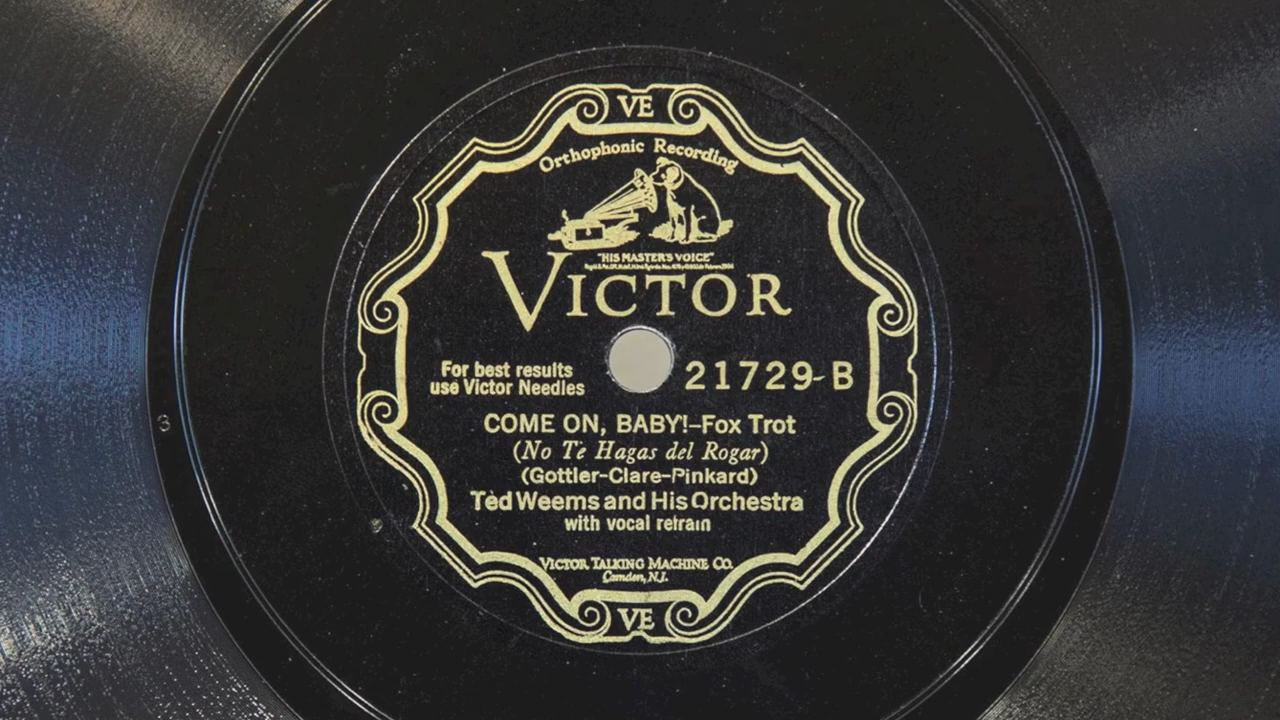 VE
Orthophonic Recording
"HIS MASTER'S VOICE"
VICTOR
For best results
use Victor Needles
21729-B
COME ON, BABY!-Fox Trot
(No Te Hagas del Rogar)
(Gottler-Clare-Pinkard)
Ted Weems and His Orchestra
with vocal refrain
VICTOR TALKING MACHINE CO.
Camden, N.J.
VE
3